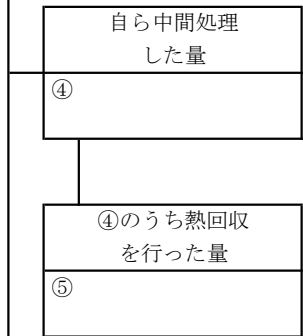 自ら中間処理
した量
④
④のうち熱回収
を行った量
⑤